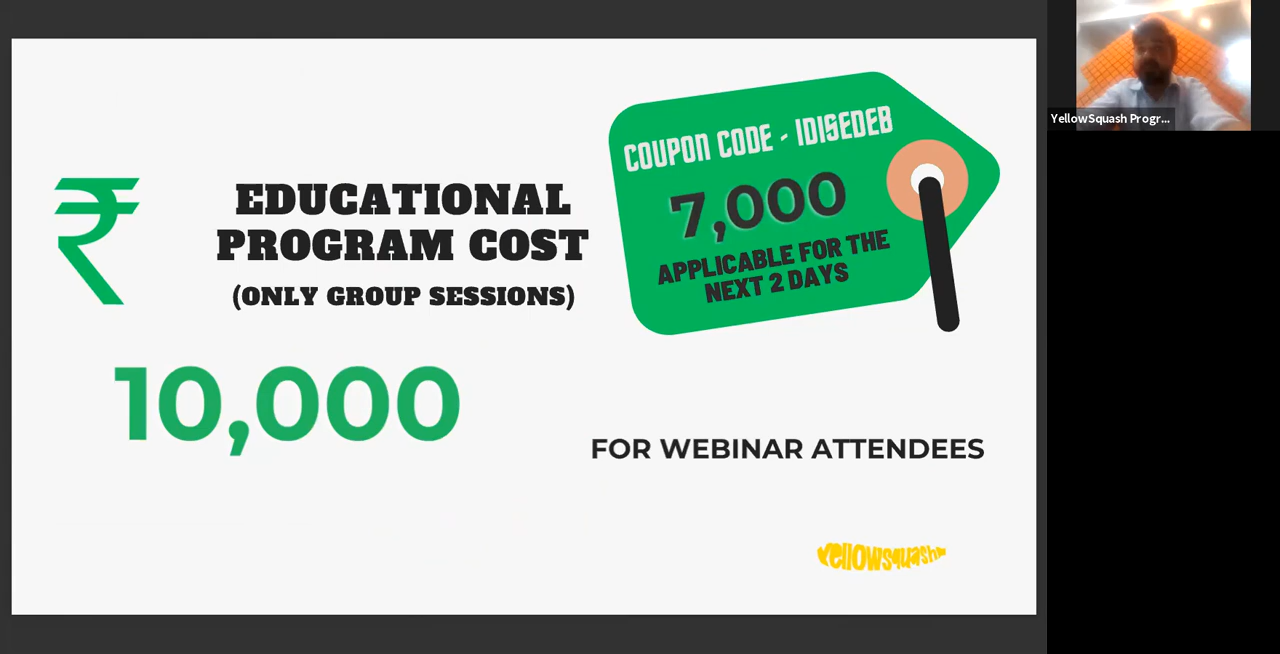 ₹
EDUCATIONAL
PROGRAM COST
(ONLY GROUP SESSIONS)
10,000
COUPON CODE - IDISEDEB
7,000
APPLICABLE FOR THE
NEXT 2 DAYS
FOR WEBINAR ATTENDEES
yellowsquash
YellowSquash Progr...